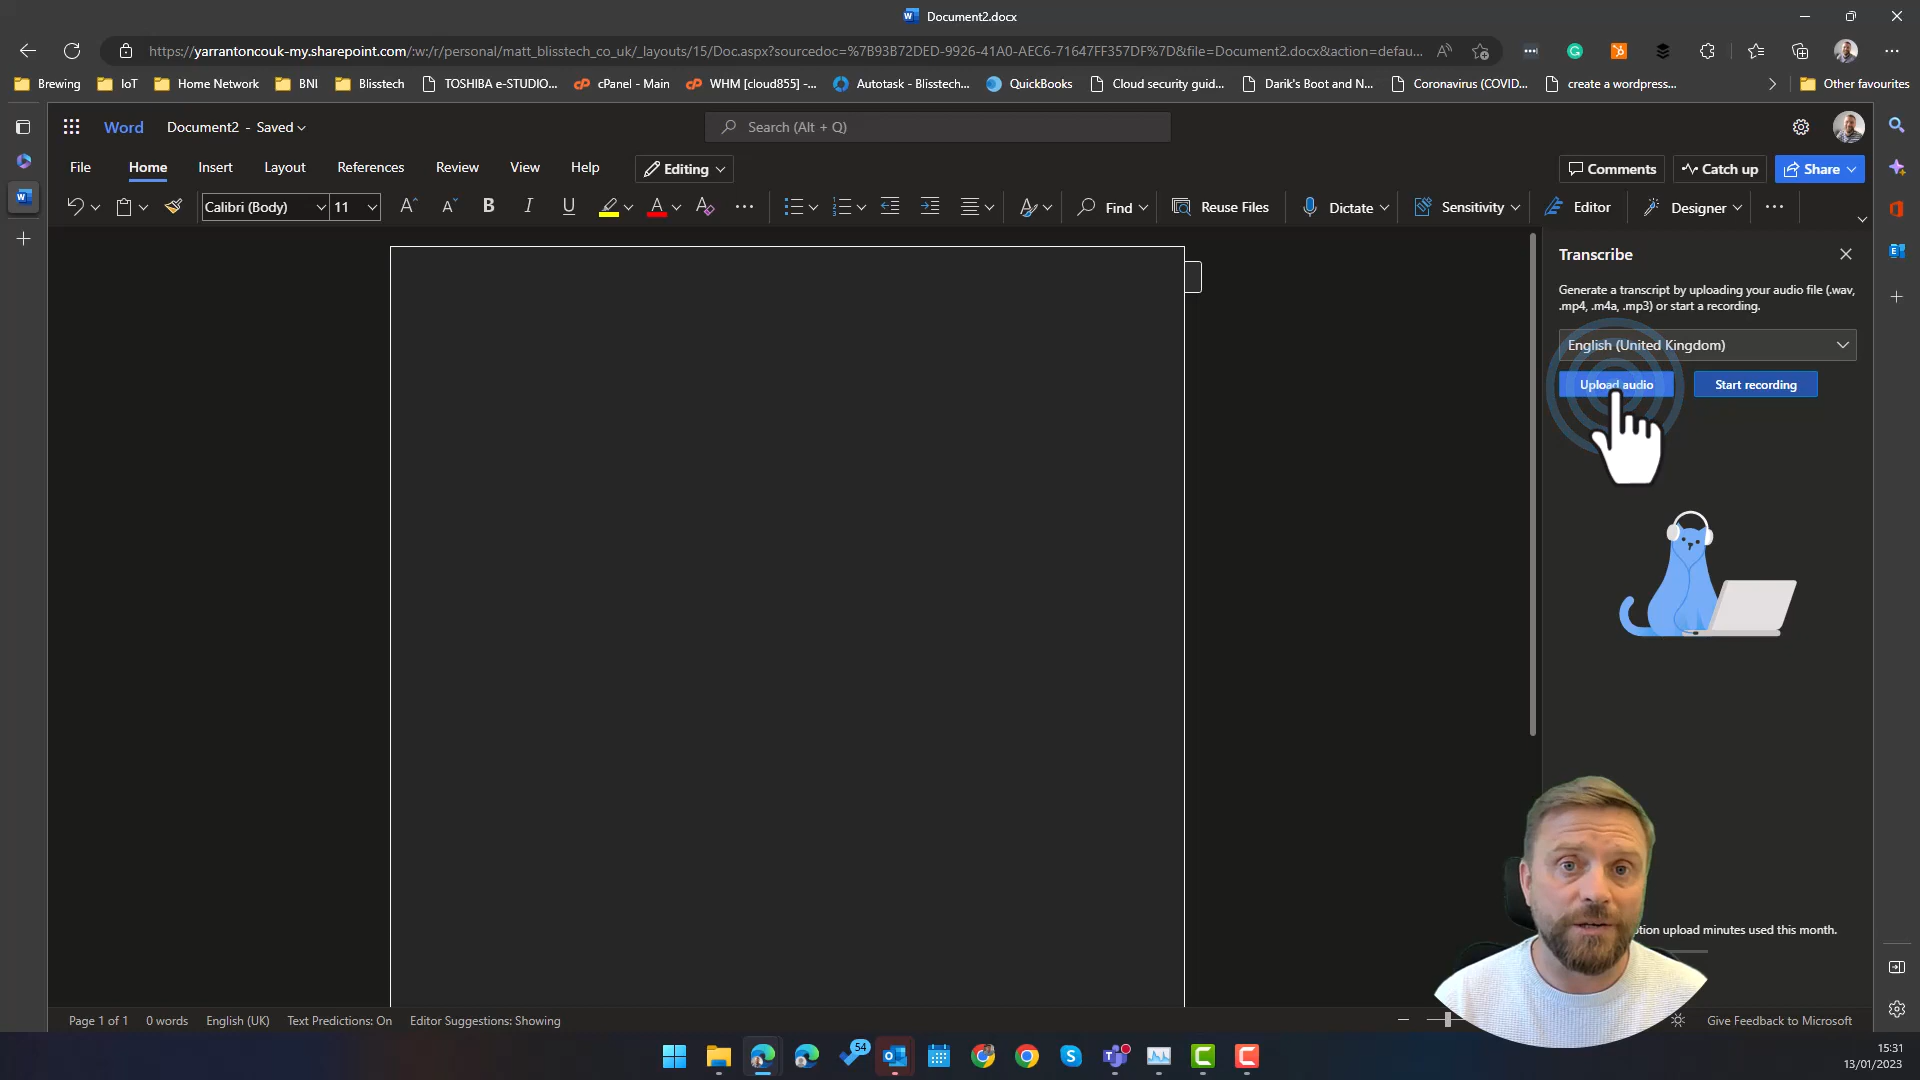 Document2.docx
https://yarrantoncouk-my.sharepoint.com/:w:/r/personal/matt_blisstech_co_uk/_layouts/15/Doc.aspx?sourcedoc=%7B93B72DED-9926-41A0-AEC6-71647FF357DF%7D&file=Document2.docx&action=defau...
Brewing IoT Home Network BNI Blisstech TOSHIBA e-STUDIO... cPanel - Main WHM [cloud855] -... Autotask - Blisstech... QuickBooks Cloud security guid... Darik's Boot and N... Coronavirus (COVID... create a wordpress... Other favourites
Word Document2 - Saved Search (Alt + Q)
File Home Insert Layout References Review View Help Editing Comments Catch up Share
Calibri (Body) 11 B I U Find Reuse Files Dictate Sensitivity Editor Designer
Transcribe
Generate a transcript by uploading your audio file (.wav,
.mp4, .m4a, .mp3) or start a recording.
English (United Kingdom)
Upload audio Start recording
upload minutes used this month.
Page 1 of 1 0 words English (UK) Text Predictions: On Editor Suggestions: Showing Give Feedback to Microsoft
54
15:31
13/01/2023